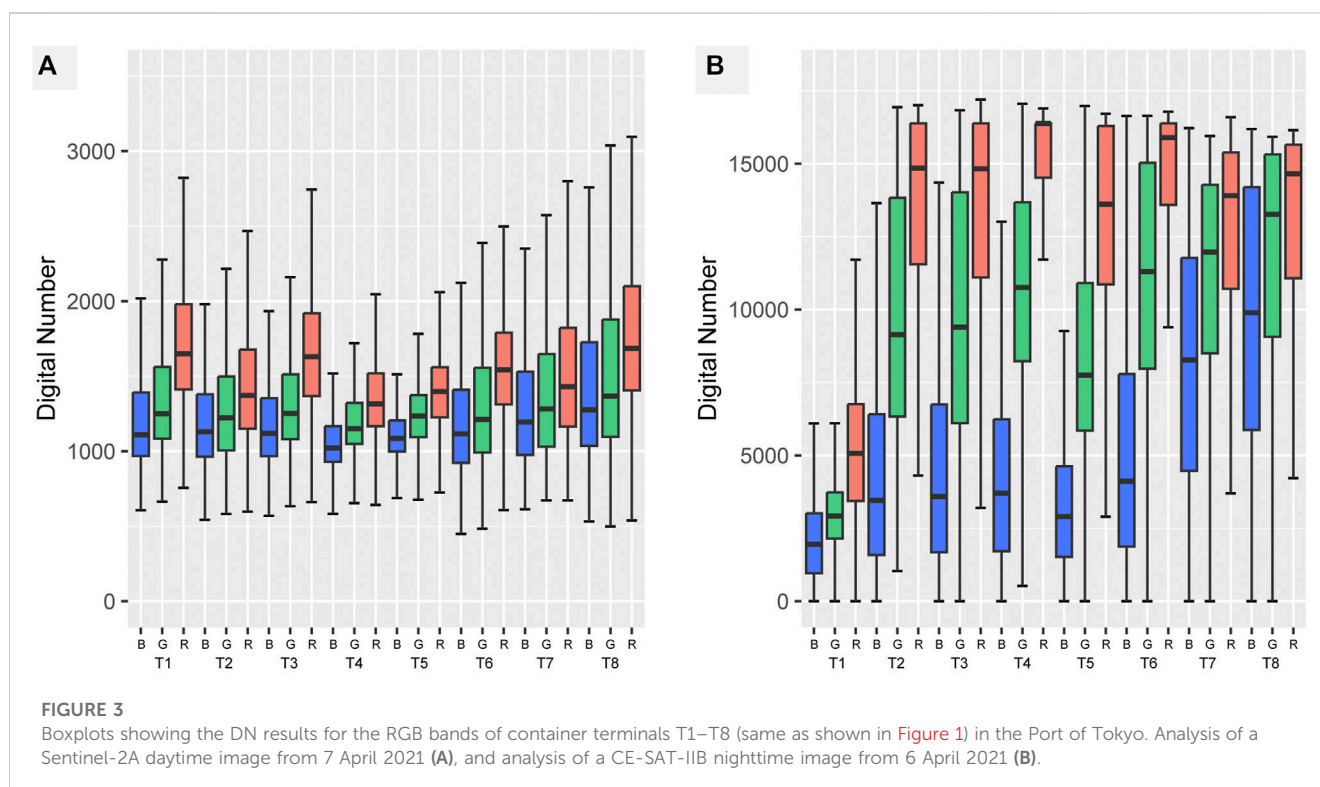 A
B
Digital Number
3000
2000
1000
0
B G R B G R B G R B G R B G R B G R B G R B G R
T1 T2 T3 T4 T5 T6 T7 T8
Digital Number
15000
10000
5000
0
B G R B G R B G R B G R B G R B G R B G R B G R
T1 T2 T3 T4 T5 T6 T7 T8
FIGURE 3
Boxplots showing the DN results for the RGB bands of container terminals T1–T8 (same as shown in Figure 1) in the Port of Tokyo. Analysis of a
Sentinel-2A daytime image from 7 April 2021 (A), and analysis of a CE-SAT-IIB nighttime image from 6 April 2021 (B).